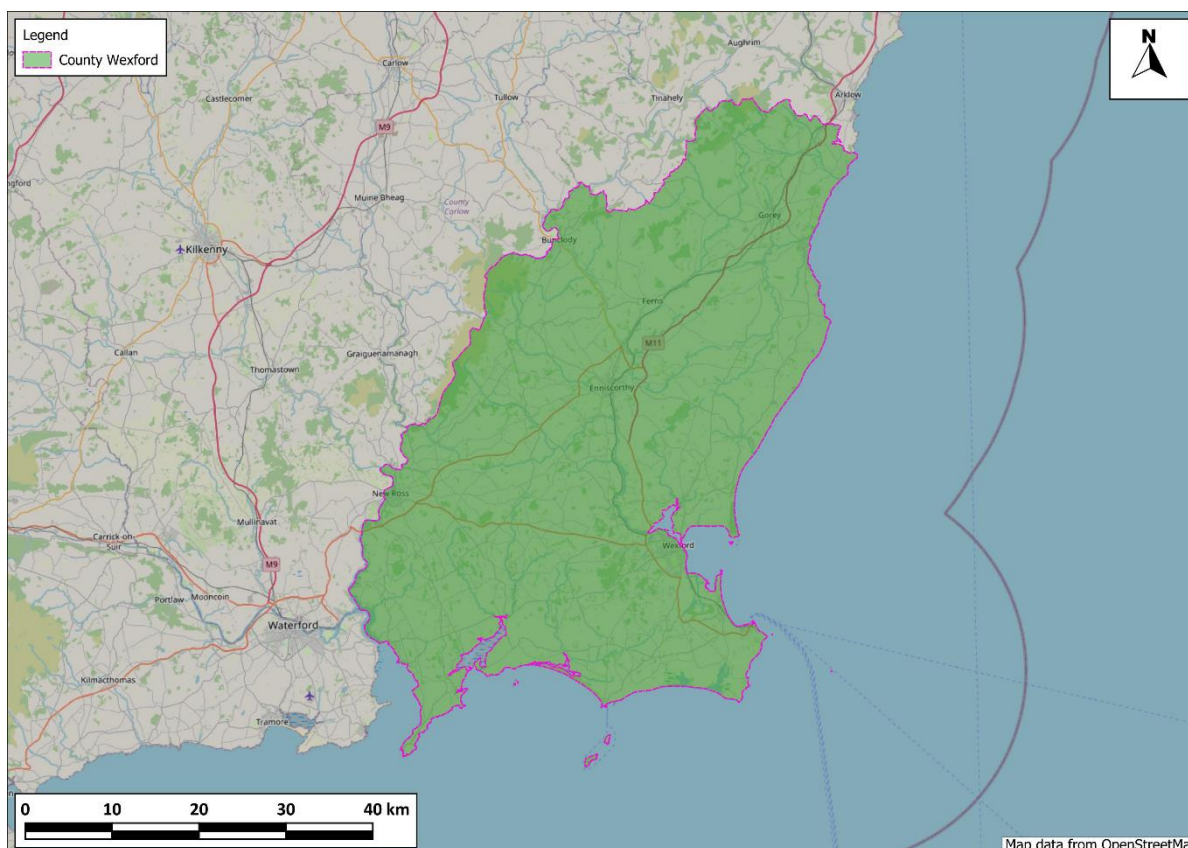 Legend
County Wexford
N
Aughrim
Carlow
Castlecomer
Tullow
Tinahely
Arklow
M9
Muine Bheag
County
Carlow
Gorey
Bunclody
Kilkenny
Ferns
M11
Callan
Graiguenamanagh
Thomastown
Enniscorthy
New Ross
Mullinavat
Carrick-on-
Suir
Wexford
M9
Portlaw
Mooncoin
Waterford
Kilmacthomas
Tramore
0 10 20 30 40 km
Map data from OpenStreetMa